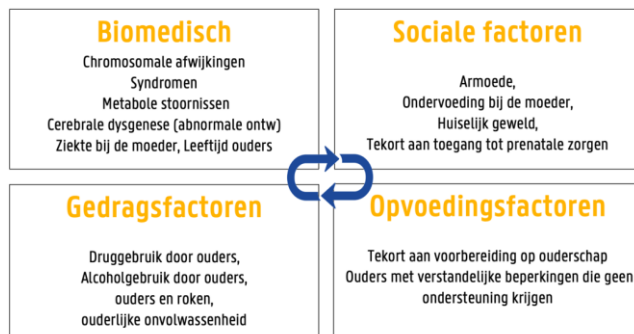 Biomedisch
Chromosomale afwijkingen
Syndromen
Metabole stoornissen
Cerebrale dysgenese (abnormale ontw)
Ziekte bij de moeder, Leeftijd ouders
Sociale factoren
Armoede,
Ondervoeding bij de moeder,
Huiselijk geweld,
Tekort aan toegang tot prenatale zorgen
Gedragsfactoren
Druggebruik door ouders,
Alcoholgebruik door ouders,
ouders en roken,
ouderlijke onvolwassenheid
Opvoedingsfactoren
Tekort aan voorbereiding op ouderschap
Ouders met verstandelijke beperkingen die geen
ondersteuning krijgen